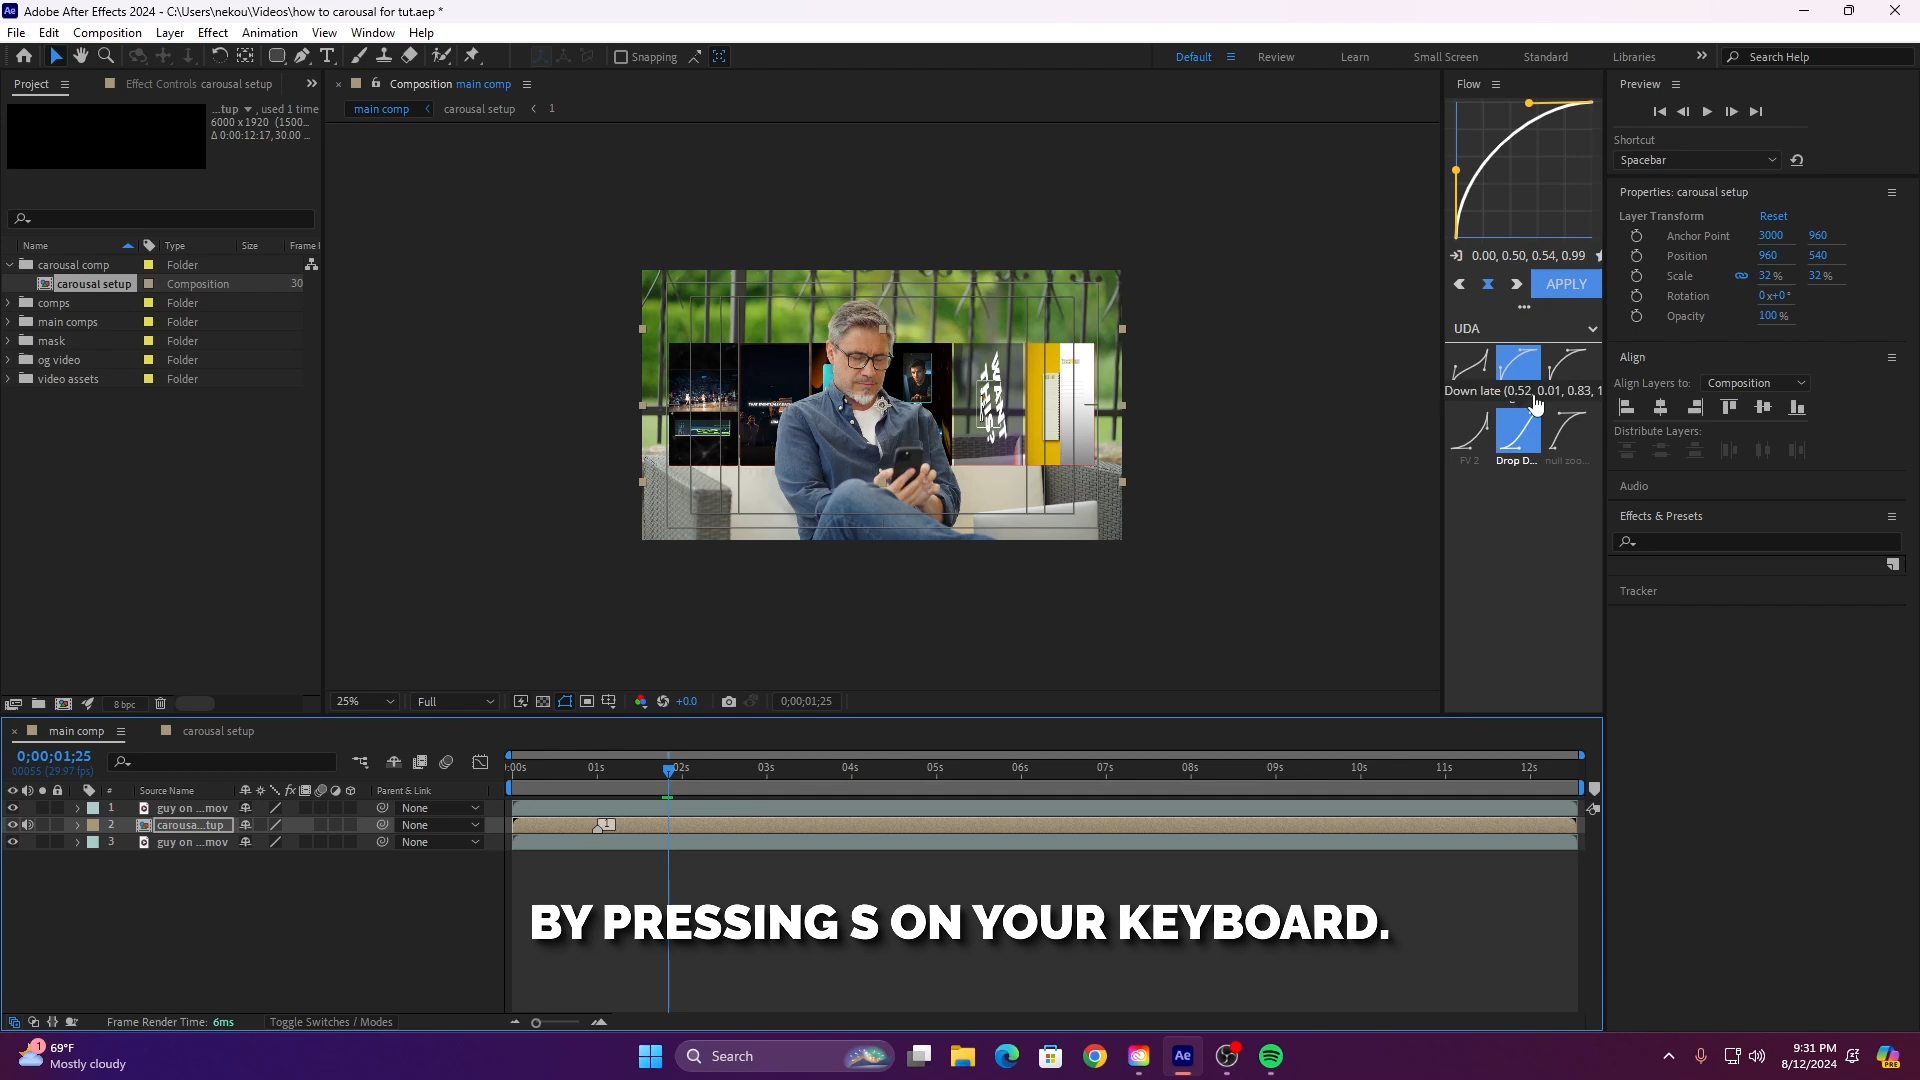 Adobe After Effects 2024 - C:\Users\nekou\Videos\how to carousal for tut.aep *
File Edit Composition Layer Effect Animation View Window Help
Snapping
Default Review Learn Small Screen Standard Libraries Search Help
Project Effect Controls carousal setup
Composition main comp
Flow
Preview
...tup ▾ , used 1 time
6000 x 1920 (1500...
Δ 0:00:12:17, 30.00 ...
main comp carousal setup 1
Shortcut
Spacebar
Properties: carousal setup
Layer Transform Reset
Anchor Point 3000 960
Position 960 540
Scale 32 % 32 %
Rotation 0x+0°
Opacity 100 %
0.00, 0.50, 0.54, 0.99
APPLY
UDA
Down late (0.52, 0.01, 0.83, 1
FV 2 Drop D... null zoo...
Name Type Size Frame
carousal comp Folder
carousal setup Composition 30
comps Folder
main comps Folder
mask Folder
og video Folder
video assets Folder
Align
Align Layers to: Composition
Distribute Layers:
Audio
Effects & Presets
Tracker
8 bpc
25% Full +0.0 0;00;01;25
main comp carousal setup
0;00;01;25
00055 (29.97 fps)
:00s 01s 02s 03s 04s 05s 06s 07s 08s 09s 10s 11s 12s
# Source Name Parent & Link
1 guy on ...mov None
2 carousa...tup None 1
3 guy on ...mov None
BY PRESSING S ON YOUR KEYBOARD.
Frame Render Time: 6ms Toggle Switches / Modes
1 69°F
Mostly cloudy
Search
Ae
9:31 PM
8/12/2024
PRE